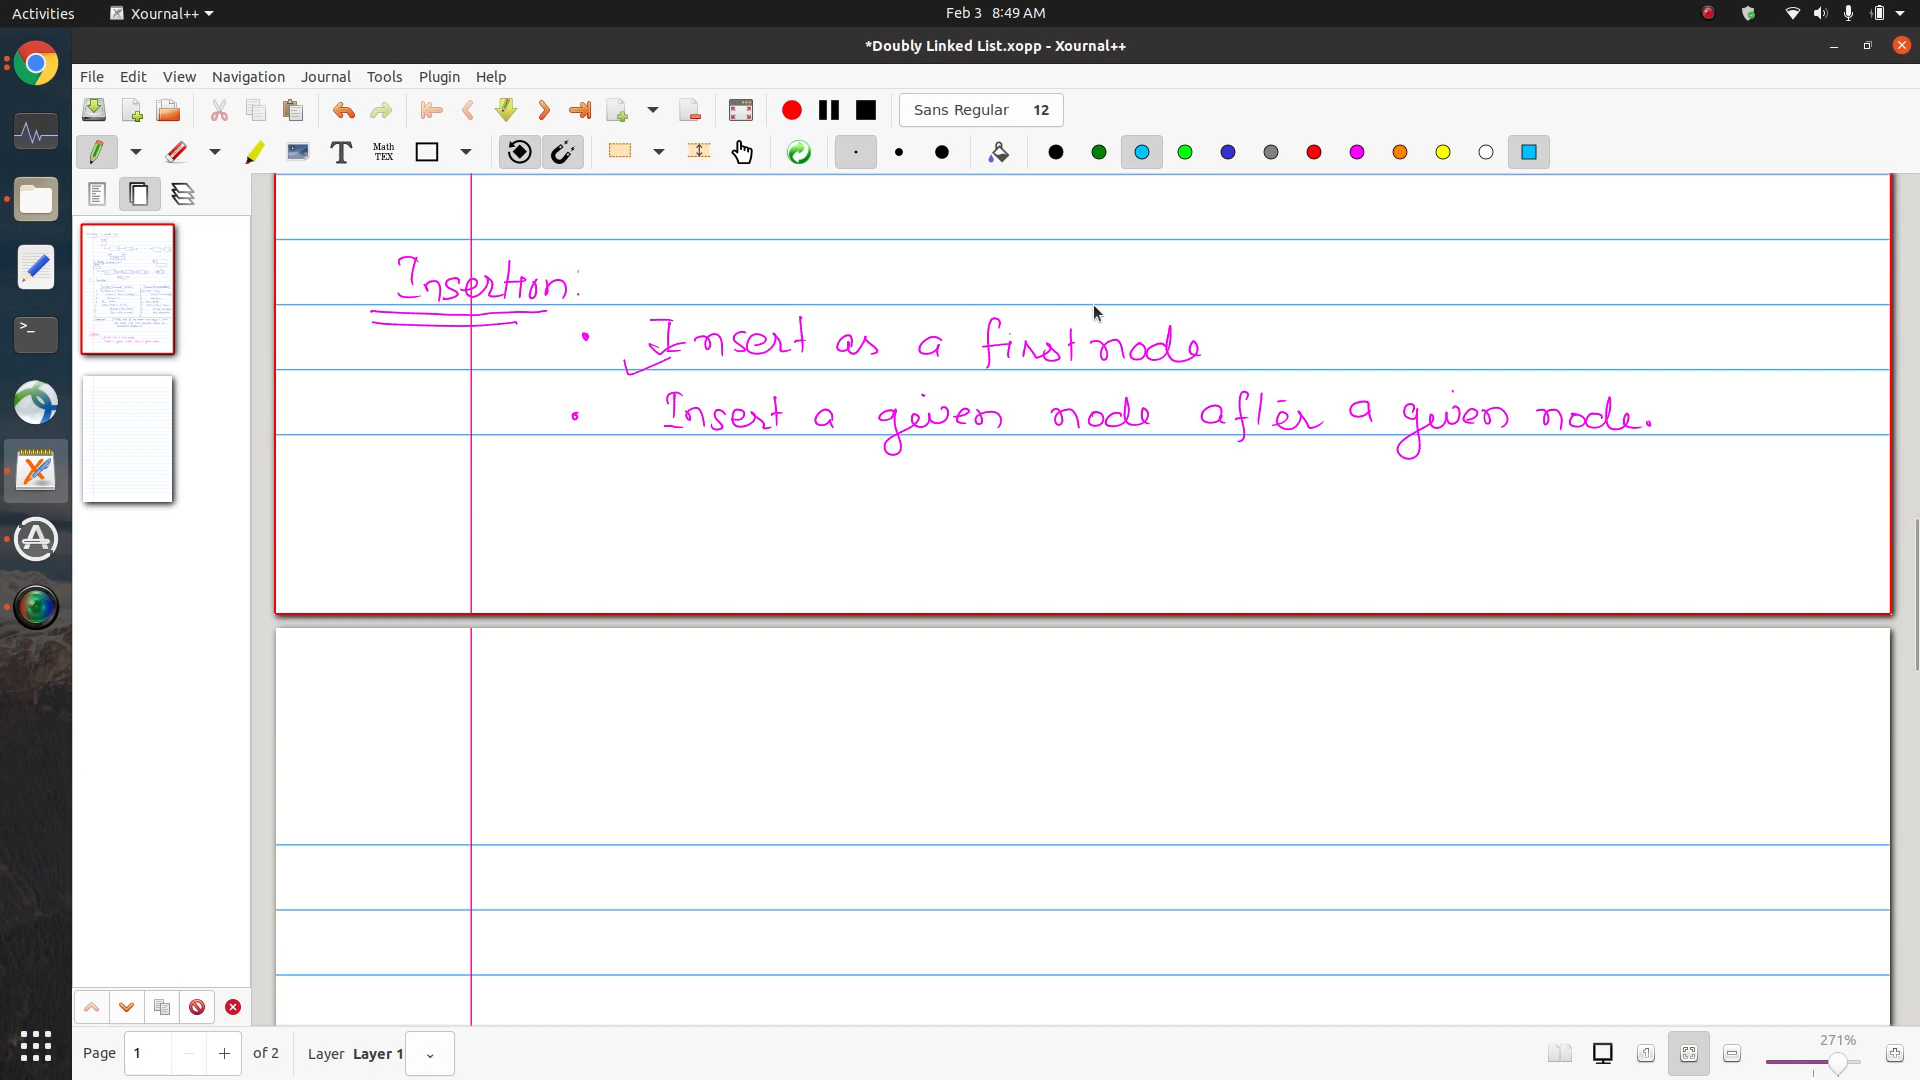 Activities Xournal++ Feb 3 8:49 AM
*Doubly Linked List.xopp - Xournal++
File Edit View Navigation Journal Tools Plugin Help
Sans Regular 12
Math TEX
Insertion:
• Insert as a first node
• Insert a given node after a given node.
Page 1 of 2 Layer Layer 1 271%